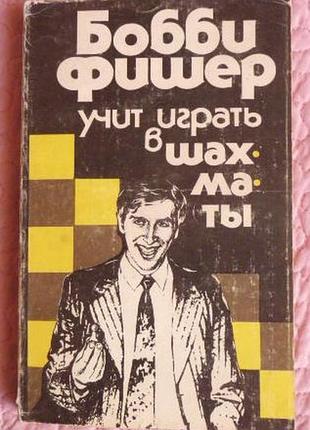 Бобби
фишер
учит играть
в
шах·
ма·
ты